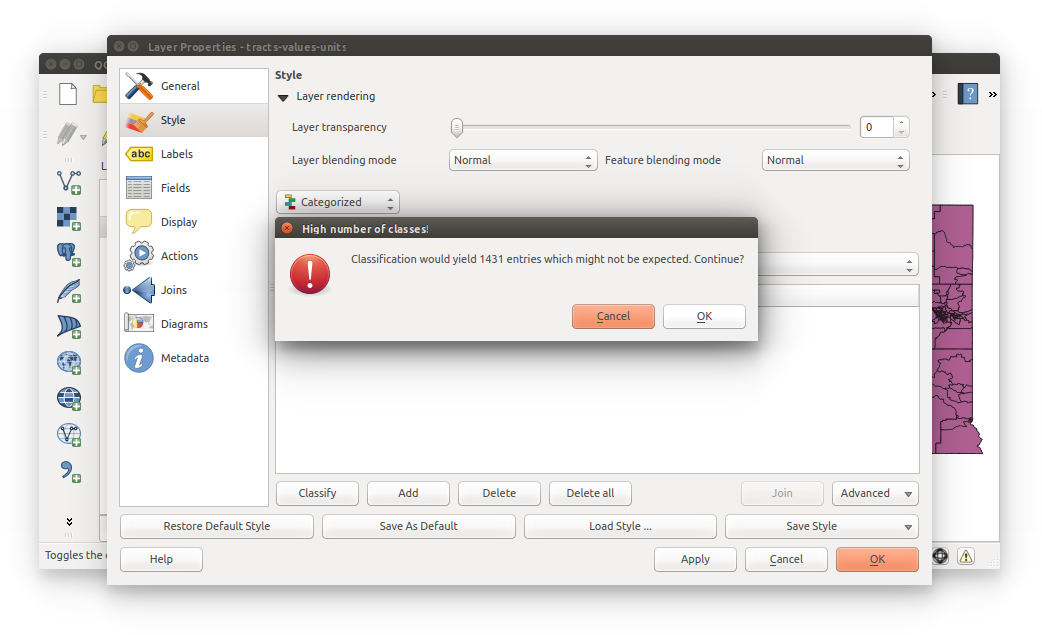 Layer Properties - tracts-values-units
General
Style
Labels
Fields
Display
Actions
Joins
Diagrams
Metadata
Style
Layer rendering
Layer transparency
0
Layer blending mode
Normal
Feature blending mode
Normal
Categorized
High number of classes!
Classification would yield 1431 entries which might not be expected. Continue?
Cancel
OK
Classify
Add
Delete
Delete all
Join
Advanced
Restore Default Style
Save As Default
Load Style ...
Save Style
Help
Apply
Cancel
OK
abc
Toggles the